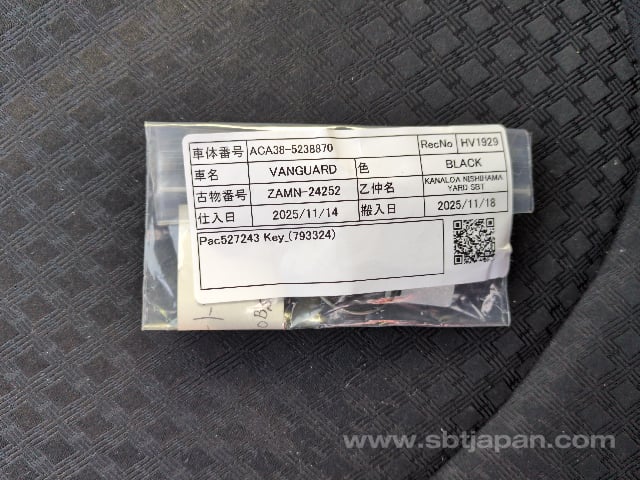 車体番号 ACA38-5238870 RecNo HV1929
車名 VANGUARD 色 BLACK
古物番号 ZAMN-24252 乙仲名 KANALOA NISHIHAMA YARD SBT
仕入日 2025/11/14 搬入日 2025/11/18
Pac527243 Key_(793324)
www.sbtjapan.com